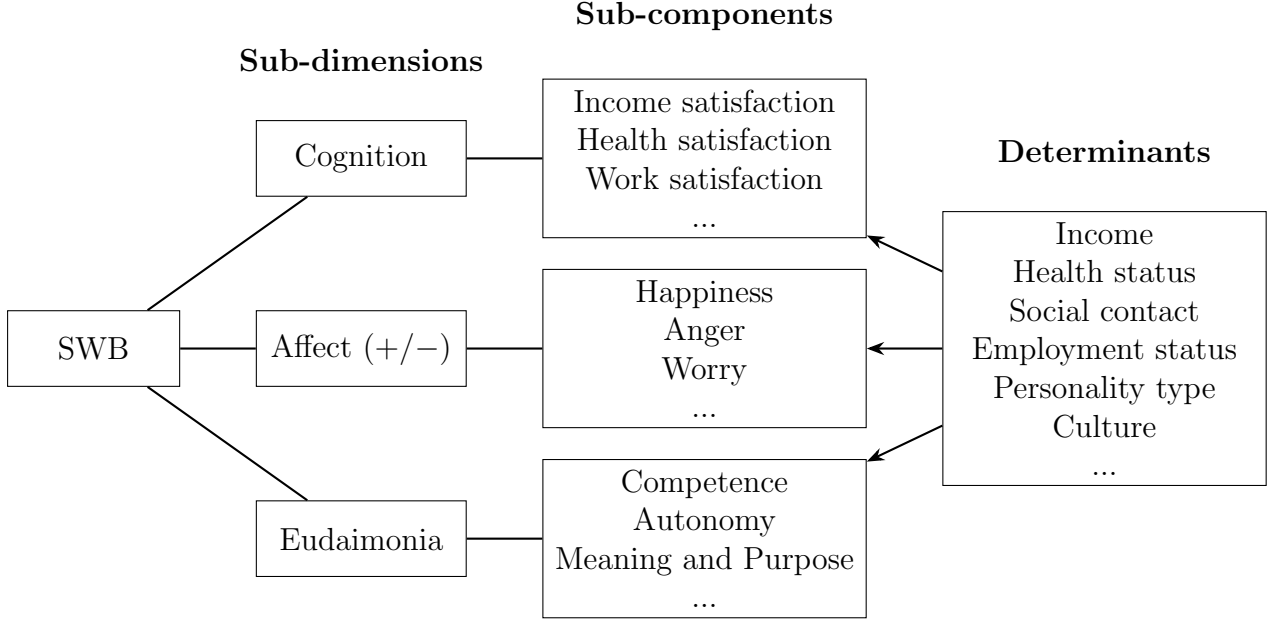 Sub-components
Sub-dimensions
Income satisfaction
Health satisfaction
Work satisfaction
...
Cognition
Determinants
Income
Health status
Social contact
Employment status
Personality type
Culture
...
Happiness
Anger
Worry
...
SWB
Affect (+/−)
Competence
Autonomy
Meaning and Purpose
...
Eudaimonia